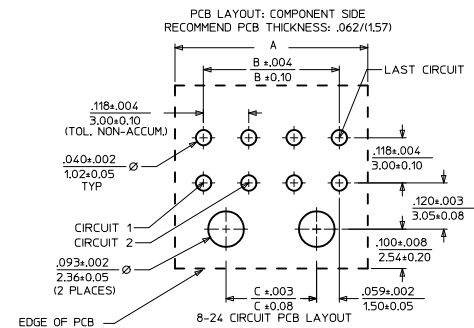 PCB LAYOUT: COMPONENT SIDE
RECOMMEND PCB THICKNESS: .062/(1.57)
A
B ±.004
B ±0.10
LAST CIRCUIT
.118±.004
3.00±0.10
(TOL. NON-ACCUM.)
.118±.004
3.00±0.10
.040±.002
1.02±0.05
TYP
Ø
.120±.003
3.05±0.08
CIRCUIT 1
CIRCUIT 2
.093±.002
2.36±0.05
(2 PLACES)
Ø
.100±.008
2.54±0.20
C ±.003
C ±0.08
.059±.002
1.50±0.05
EDGE OF PCB
8-24 CIRCUIT PCB LAYOUT